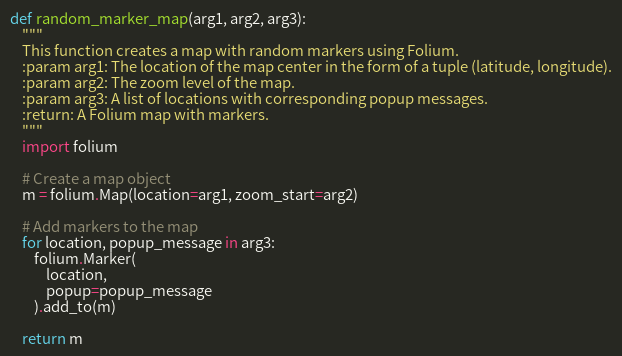 def random_marker_map(arg1, arg2, arg3):
    """
    This function creates a map with random markers using Folium.
    :param arg1: The location of the map center in the form of a tuple (latitude, longitude).
    :param arg2: The zoom level of the map.
    :param arg3: A list of locations with corresponding popup messages.
    :return: A Folium map with markers.
    """
    import folium

    # Create a map object
    m = folium.Map(location=arg1, zoom_start=arg2)

    # Add markers to the map
    for location, popup_message in arg3:
        folium.Marker(
            location,
            popup=popup_message
        ).add_to(m)

    return m